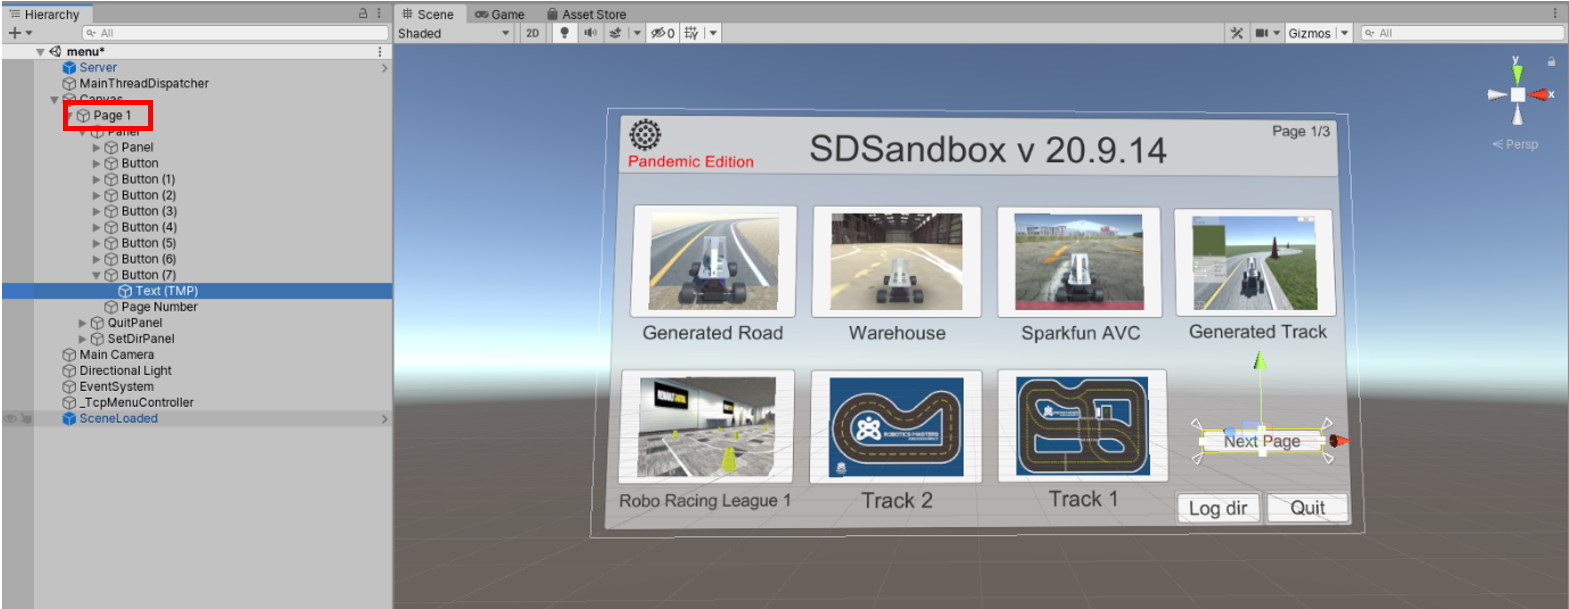 Hierarchy
All
menu*
Server
MainThreadDispatcher
Canvas
Page 1
Panel
Panel
Button
Button (1)
Button (2)
Button (3)
Button (4)
Button (5)
Button (6)
Button (7)
Text (TMP)
Page Number
QuitPanel
SetDirPanel
Main Camera
Directional Light
EventSystem
_TcpMenuController
SceneLoaded
Scene Game Asset Store
Shaded 2D 0 Gizmos All
y
x
Persp
Page 1/3
SDSandbox v 20.9.14
Pandemic Edition
Generated Road Warehouse Sparkfun AVC Generated Track
ROBOTICS MASTERS
Next Page
Robo Racing League 1 Track 2 Track 1
Log dir Quit